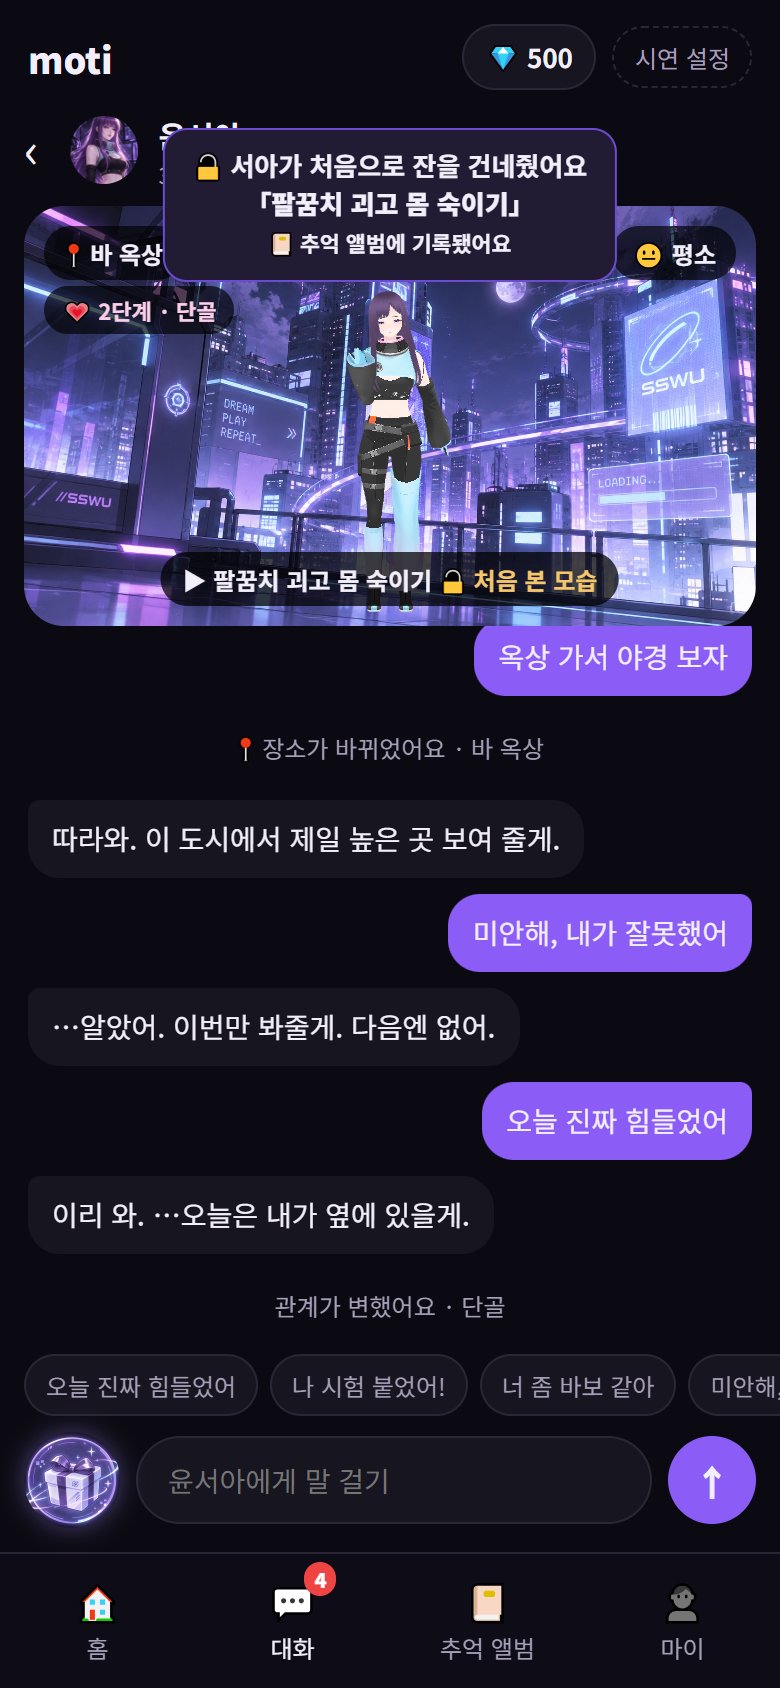 moti
500
시연 설정
서아가 처음으로 잔을 건네줬어요
「팔꿈치 괴고 몸 숙이기」
추억 앨범에 기록됐어요
바 옥상
평소
2단계 · 단골
DREAM
PLAY
REPEAT_
SSWU
LOADING...
//SSWU
▶ 팔꿈치 괴고 몸 숙이기 처음 본 모습
옥상 가서 야경 보자
장소가 바뀌었어요 · 바 옥상
따라와. 이 도시에서 제일 높은 곳 보여 줄게.
미안해, 내가 잘못했어
…알았어. 이번만 봐줄게. 다음엔 없어.
오늘 진짜 힘들었어
이리 와. …오늘은 내가 옆에 있을게.
관계가 변했어요 · 단골
오늘 진짜 힘들었어
나 시험 붙었어!
너 좀 바보 같아
미안해,
윤서아에게 말 걸기
4
홈
대화
추억 앨범
마이